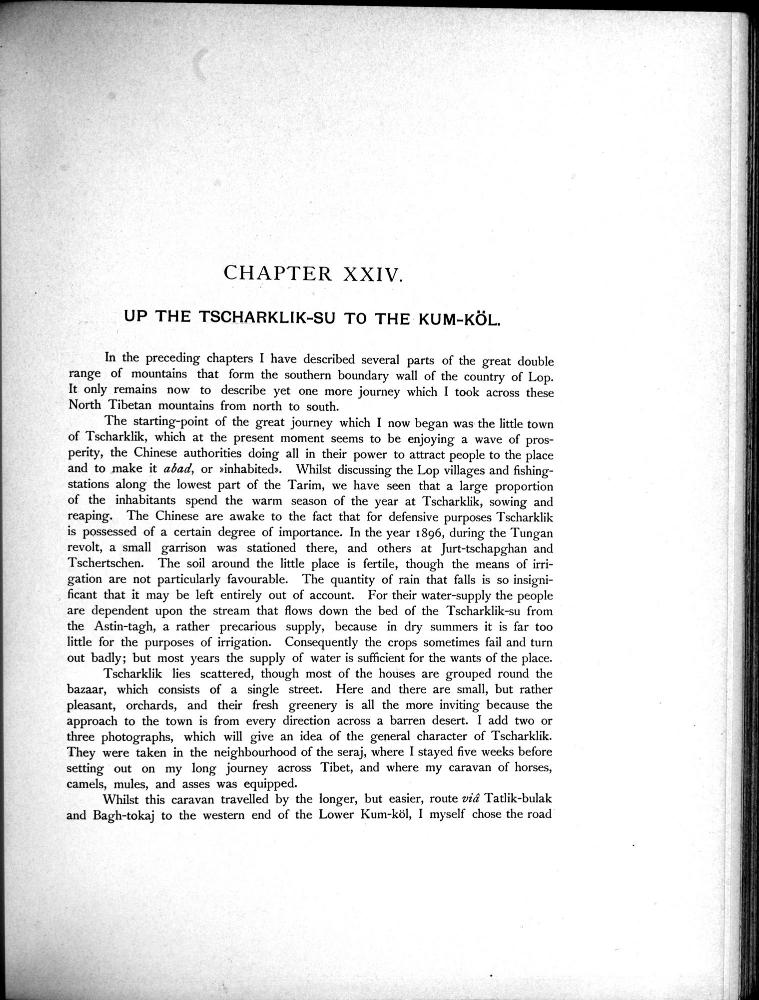 CHAPTER XXIV.
UP THE TSCHARKLIK-SU TO THE KUM-KÖL.
In the preceding chapters I have described several parts of the great double
range of mountains that form the southern boundary wall of the country of Lop.
It only remains now to describe yet one more journey which I took across these
North Tibetan mountains from north to south.
The starting-point of the great journey which I now began was the little town
of Tscharklik, which at the present moment seems to be enjoying a wave of pros-
perity, the Chinese authorities doing all in their power to attract people to the place
and to make it abad, or »inhabited». Whilst discussing the Lop villages and fishing-
stations along the lowest part of the Tarim, we have seen that a large proportion
of the inhabitants spend the warm season of the year at Tscharklik, sowing and
reaping. The Chinese are awake to the fact that for defensive purposes Tscharklik
is possessed of a certain degree of importance. In the year 1896, during the Tungan
revolt, a small garrison was stationed there, and others at Jurt-tschapghan and
Tschertschen. The soil around the little place is fertile, though the means of irri-
gation are not particularly favourable. The quantity of rain that falls is so insigni-
ficant that it may be left entirely out of account. For their water-supply the people
are dependent upon the stream that flows down the bed of the Tscharklik-su from
the Astin-tagh, a rather precarious supply, because in dry summers it is far too
little for the purposes of irrigation. Consequently the crops sometimes fail and turn
out badly; but most years the supply of water is sufficient for the wants of the place.
Tscharklik lies scattered, though most of the houses are grouped round the
bazaar, which consists of a single street. Here and there are small, but rather
pleasant, orchards, and their fresh greenery is all the more inviting because the
approach to the town is from every direction across a barren desert. I add two or
three photographs, which will give an idea of the general character of Tscharklik.
They were taken in the neighbourhood of the seraj, where I stayed five weeks before
setting out on my long journey across Tibet, and where my caravan of horses,
camels, mules, and asses was equipped.
Whilst this caravan travelled by the longer, but easier, route viâ Tatlik-bulak
and Bagh-tokaj to the western end of the Lower Kum-köl, I myself chose the road